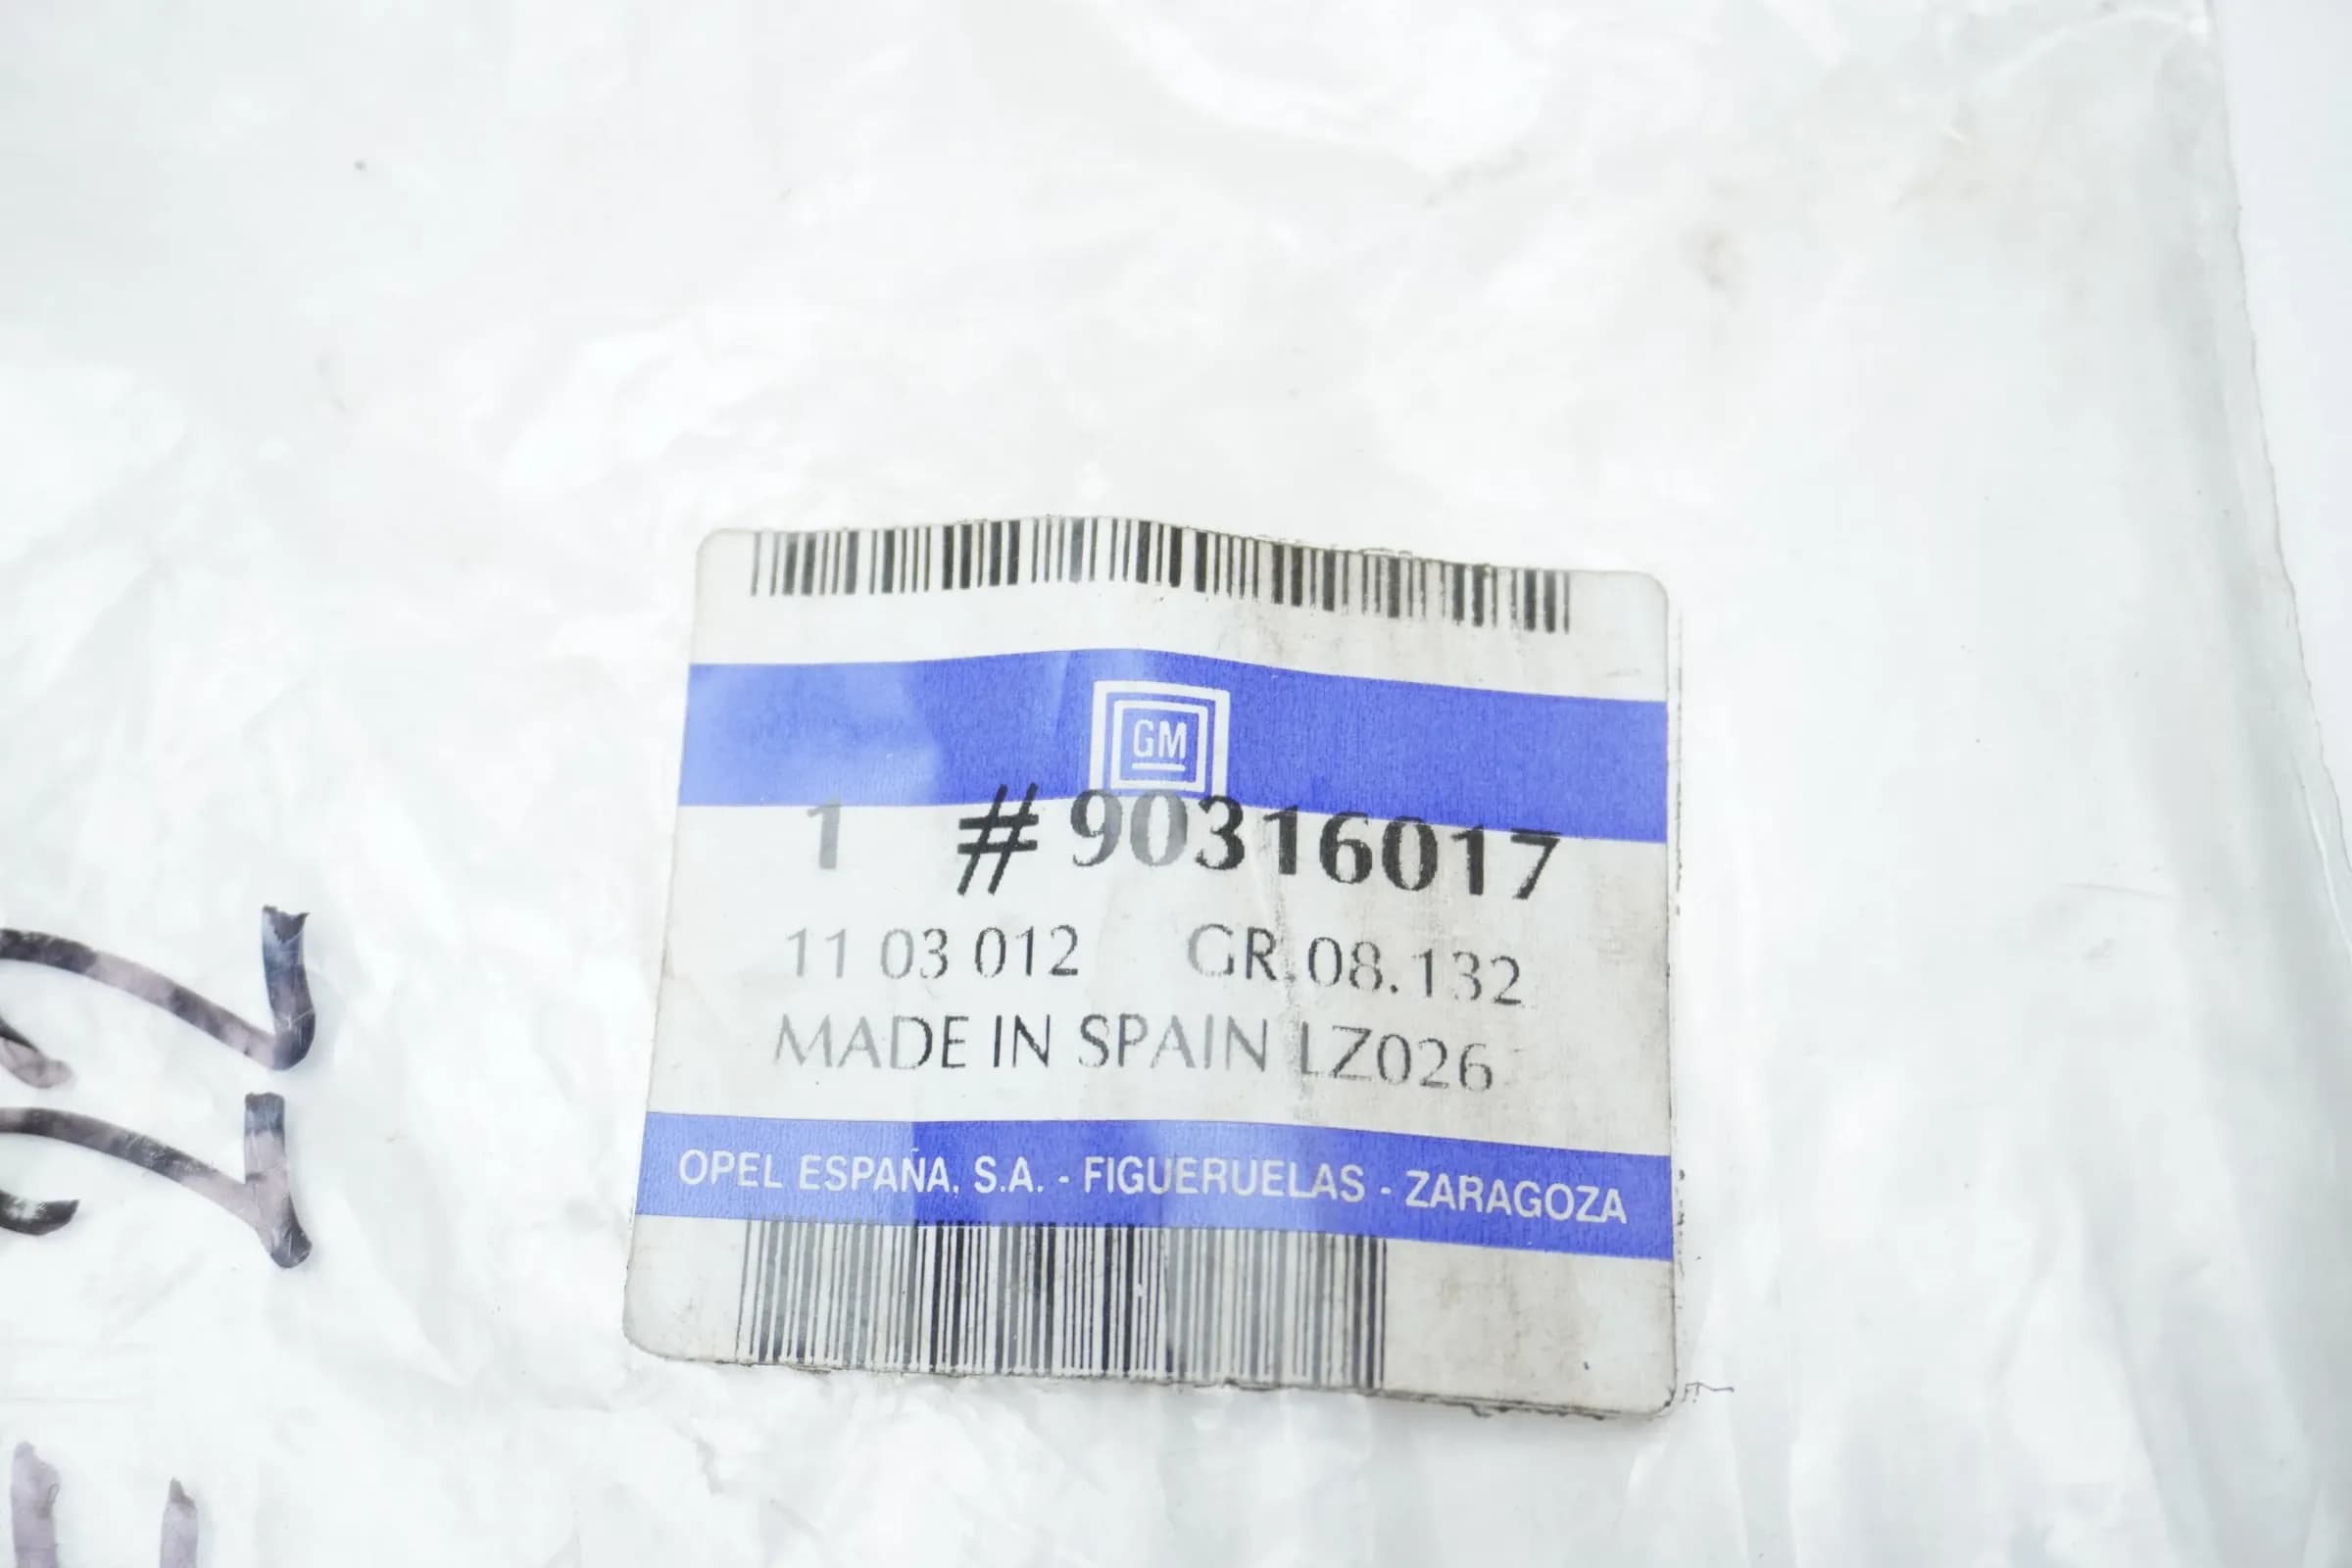 GM
1 #90316017
11 03 012 GR.08.132
MADE IN SPAIN LZ026
OPEL ESPAÑA, S.A. - FIGUERUELAS - ZARAGOZA